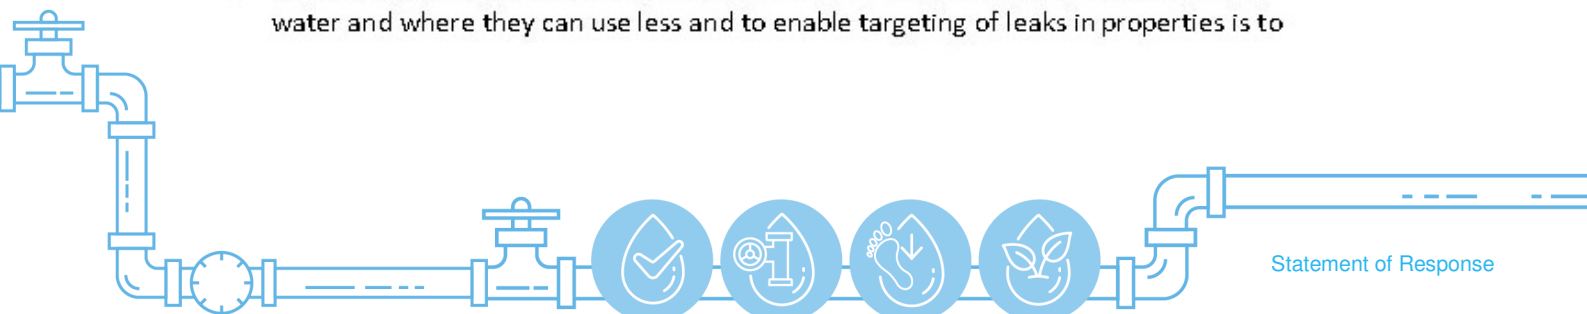 water and where they can use less and to enable targeting of leaks in properties is to
Statement of Response